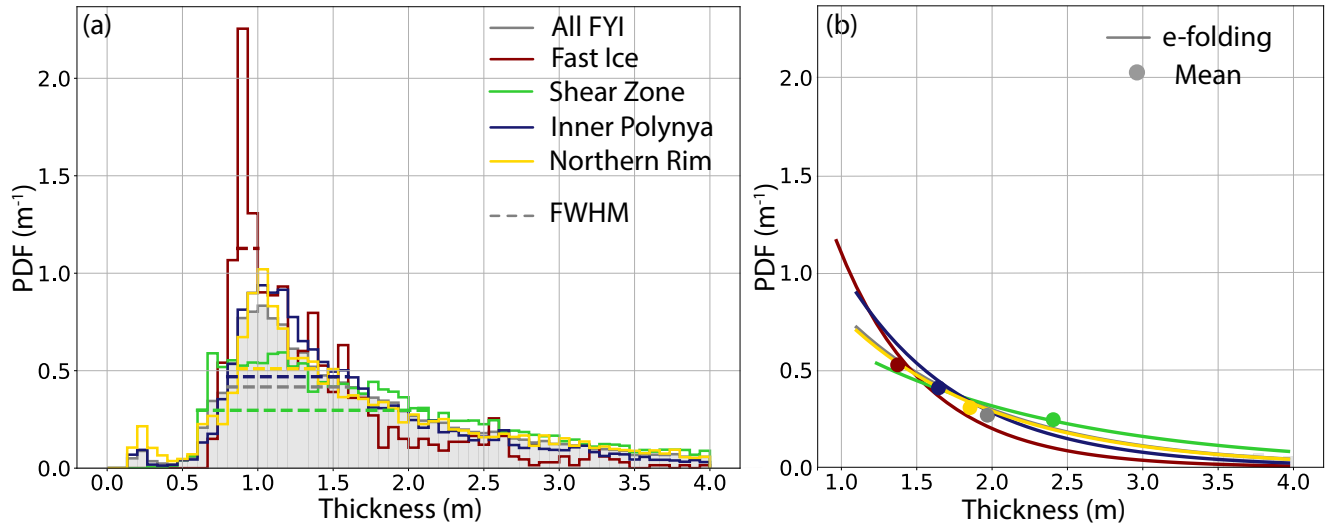 (a)
All FYI
Fast Ice
Shear Zone
Inner Polynya
Northern Rim
FWHM
PDF (m⁻¹)
2.0
1.5
1.0
0.5
0.0
0.0 0.5 1.0 1.5 2.0 2.5 3.0 3.5 4.0
Thickness (m)
(b)
e-folding
Mean
PDF (m⁻¹)
2.0
1.5
1.0
0.5
0.0
1.0 1.5 2.0 2.5 3.0 3.5 4.0
Thickness (m)